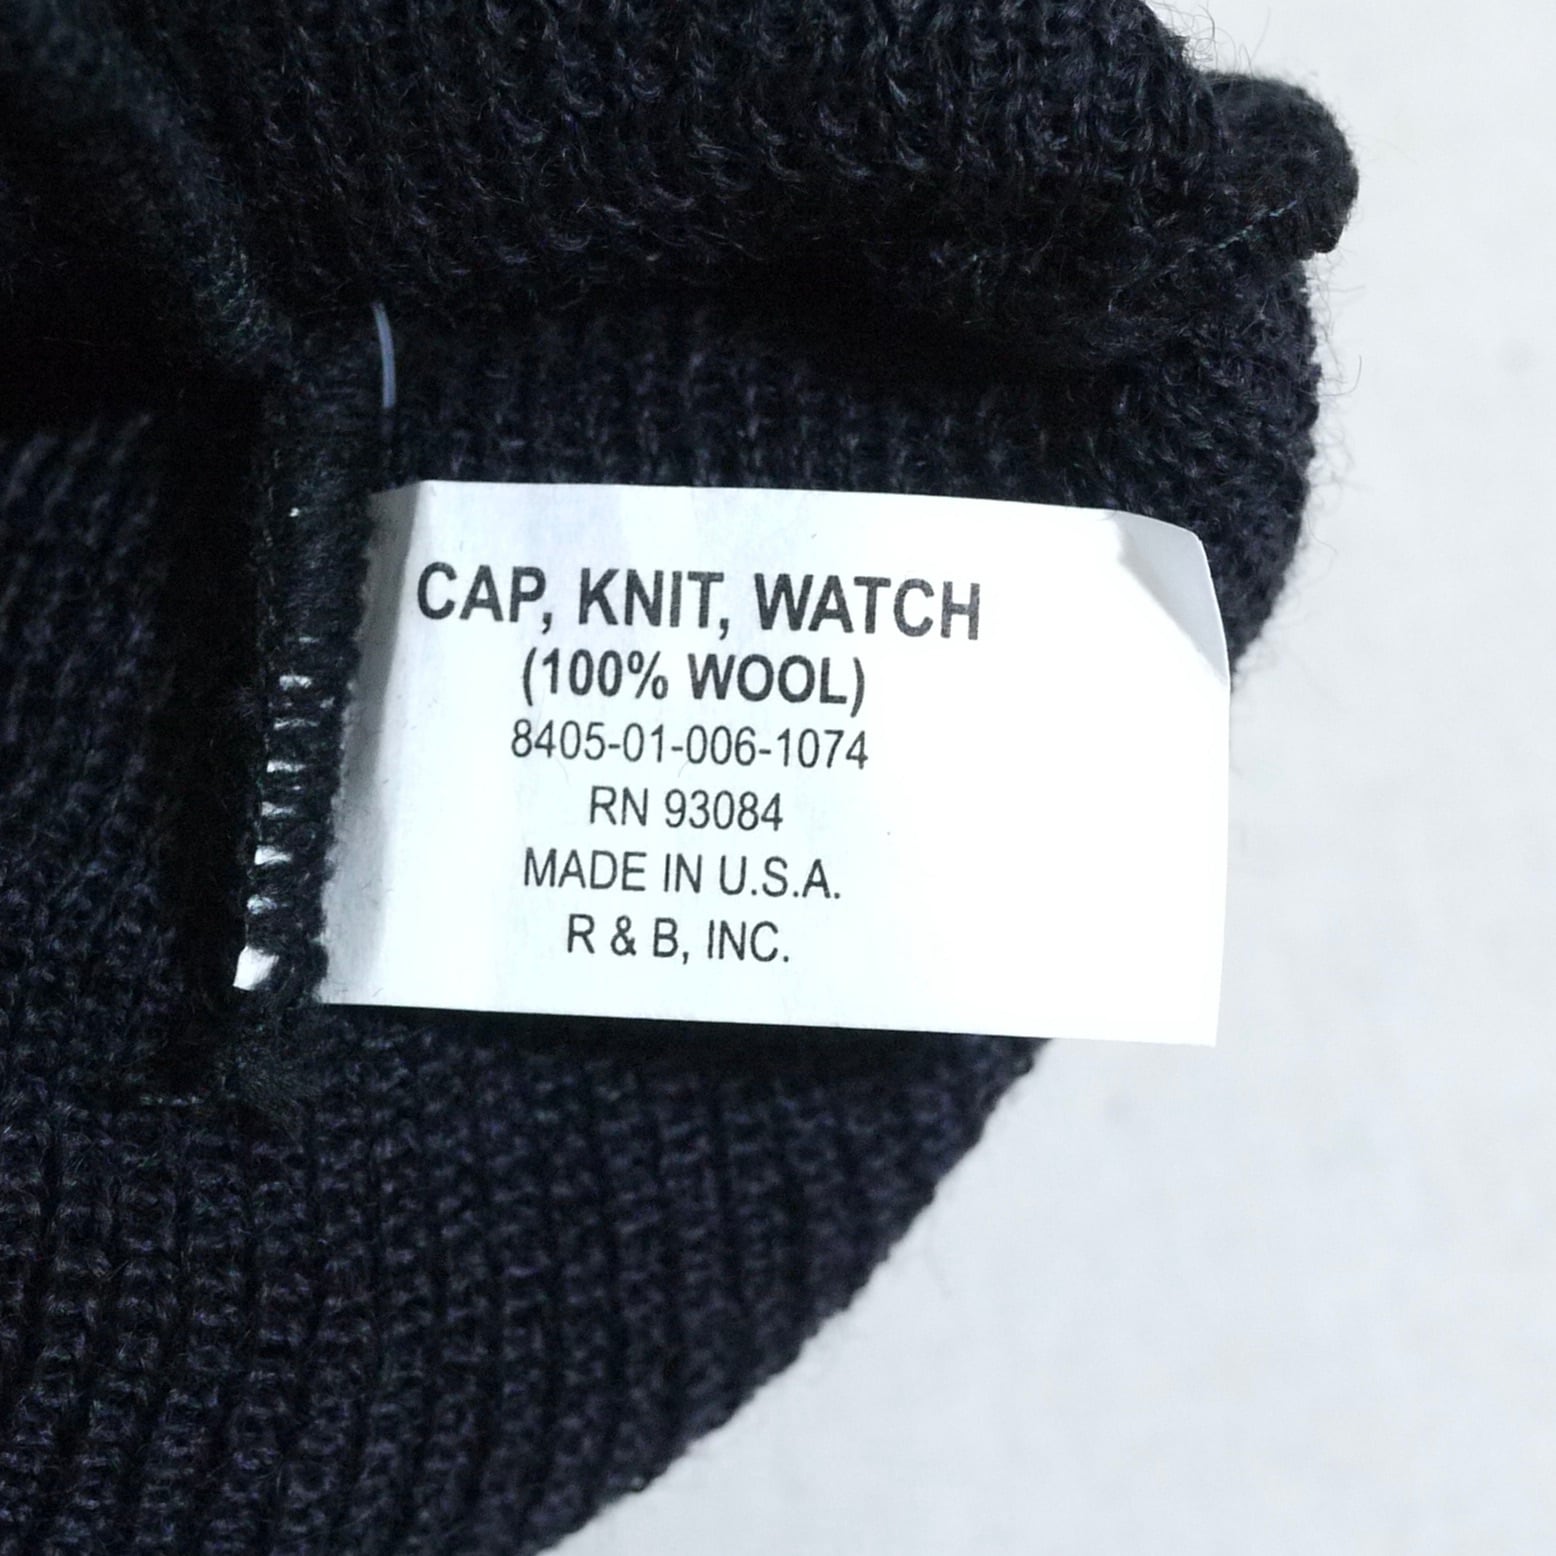 CAP, KNIT, WATCH
(100% WOOL)
8405-01-006-1074
RN 93084
MADE IN U.S.A.
R & B, INC.